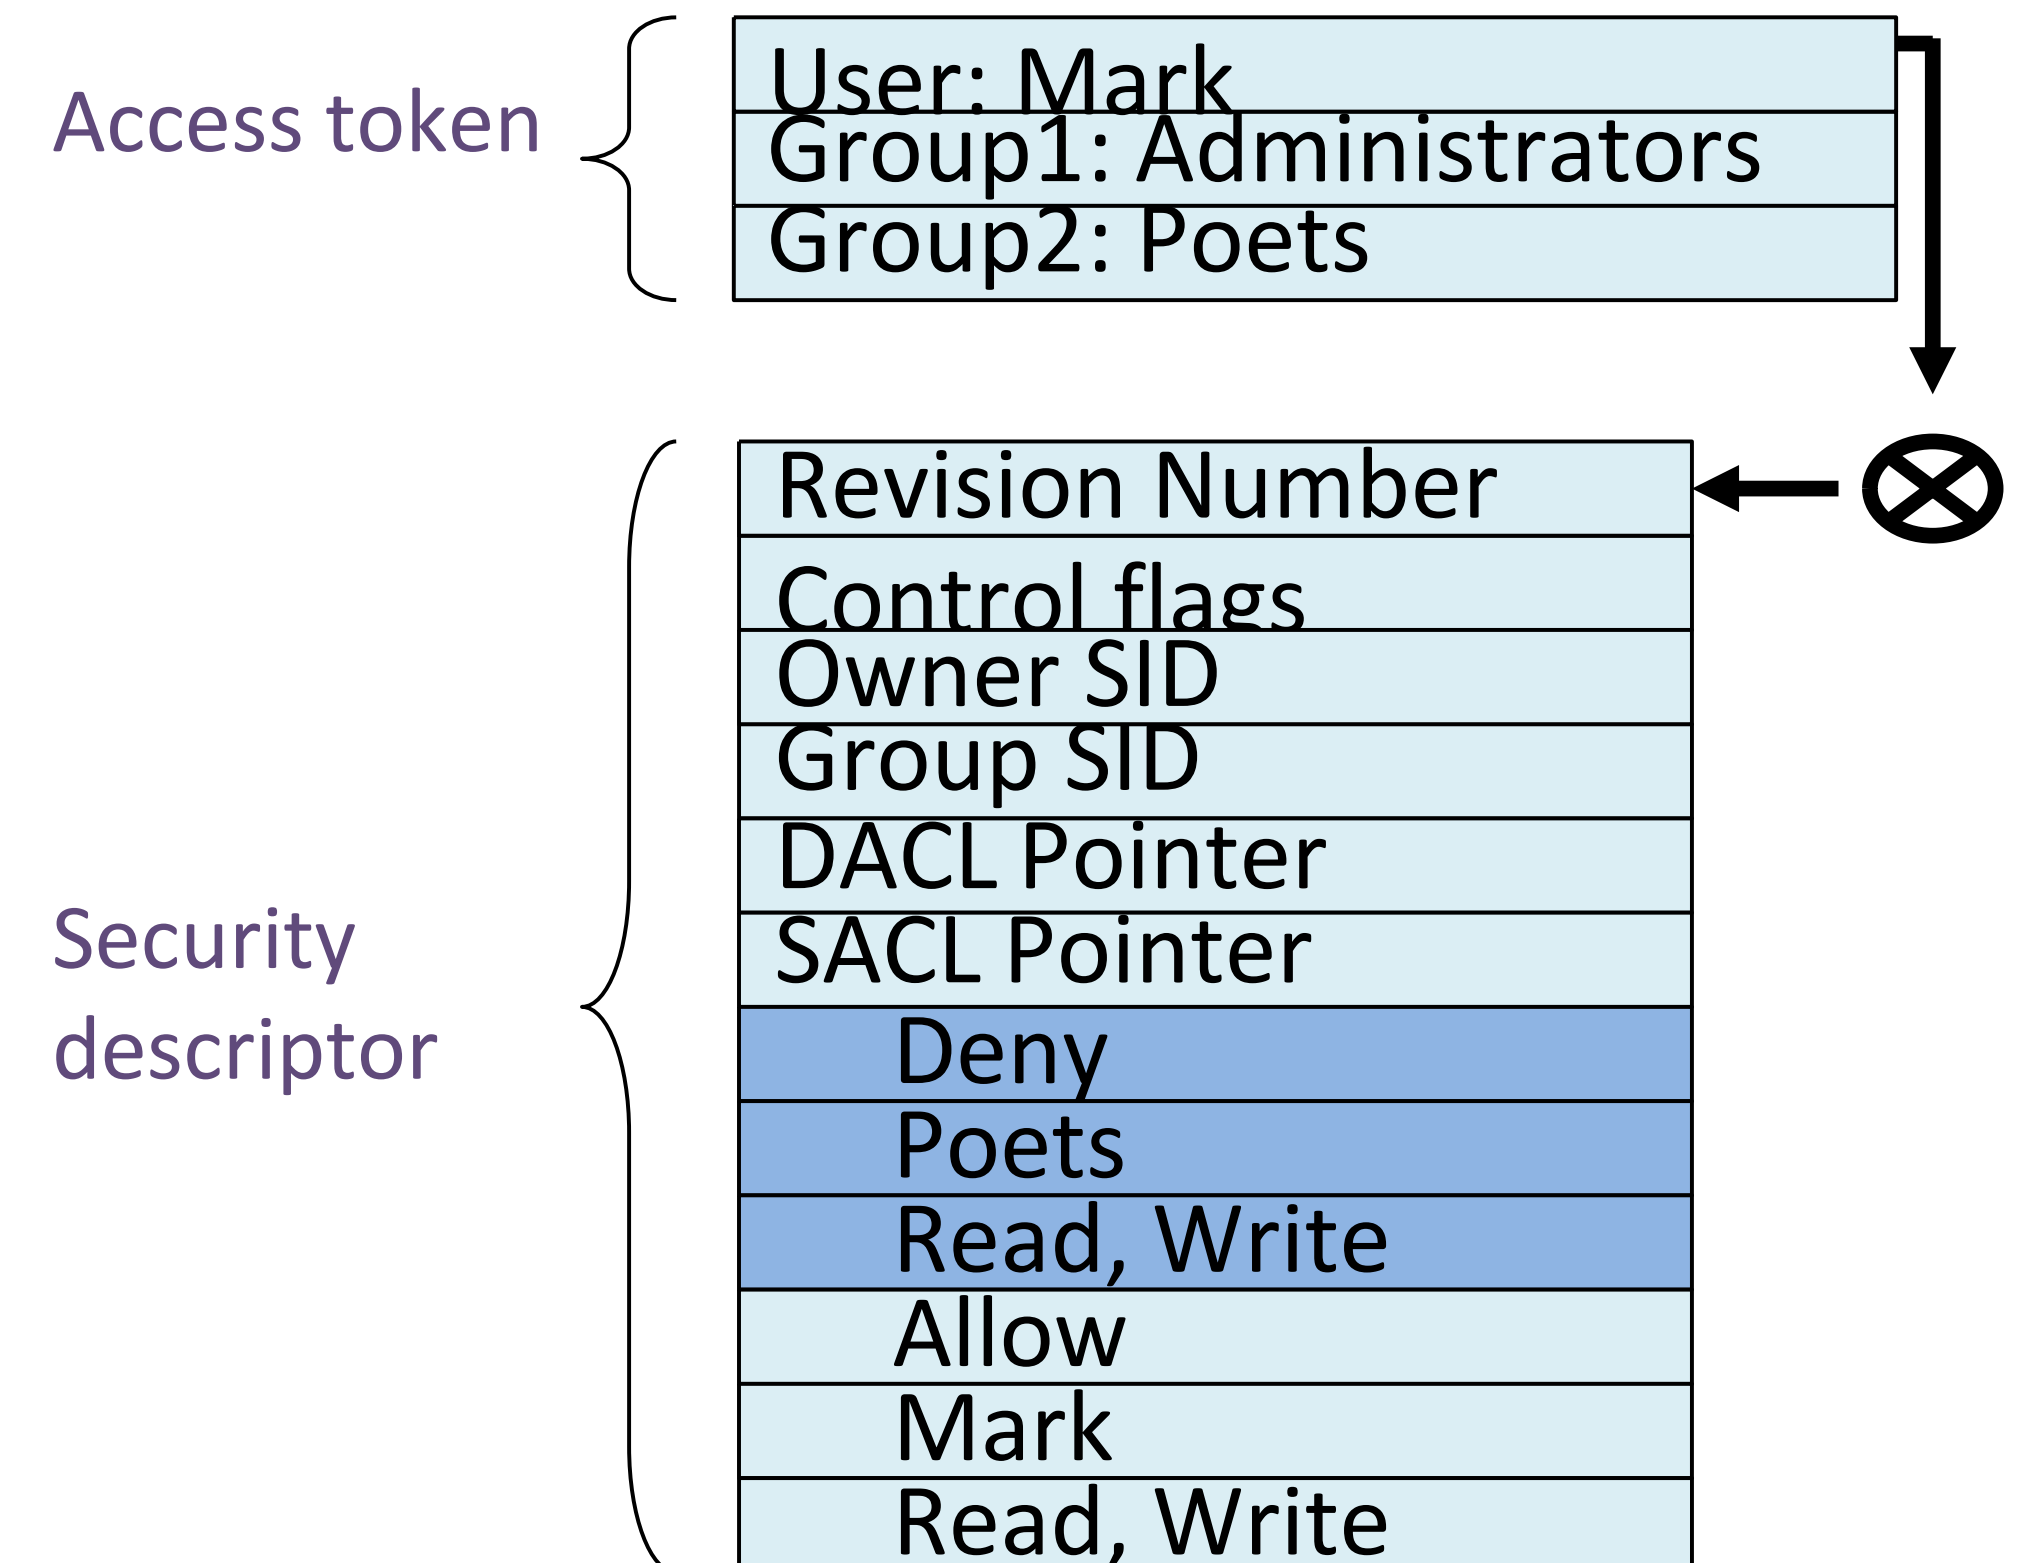 Access token
User: Mark
Group1: Administrators
Group2: Poets
Security
descriptor
Revision Number
Control flags
Owner SID
Group SID
DACL Pointer
SACL Pointer
Deny
Poets
Read, Write
Allow
Mark
Read, Write